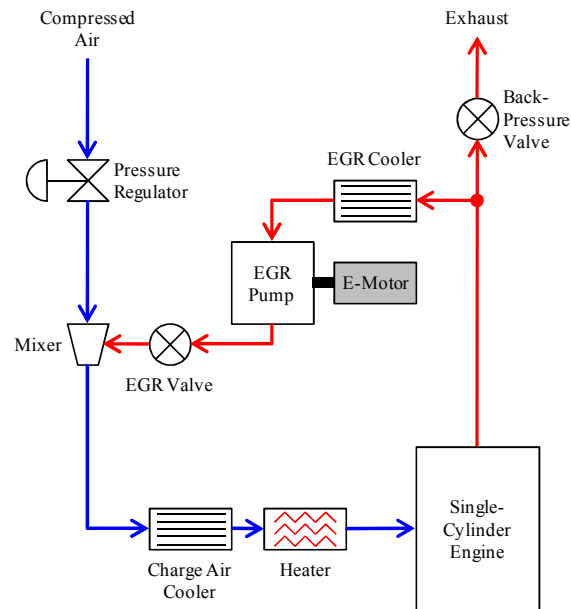 Compressed
Air
Exhaust
Back-
Pressure
Valve
EGR Cooler
Pressure
Regulator
EGR
Pump
E-Motor
Mixer
EGR Valve
Single-
Cylinder
Engine
Charge Air
Cooler
Heater